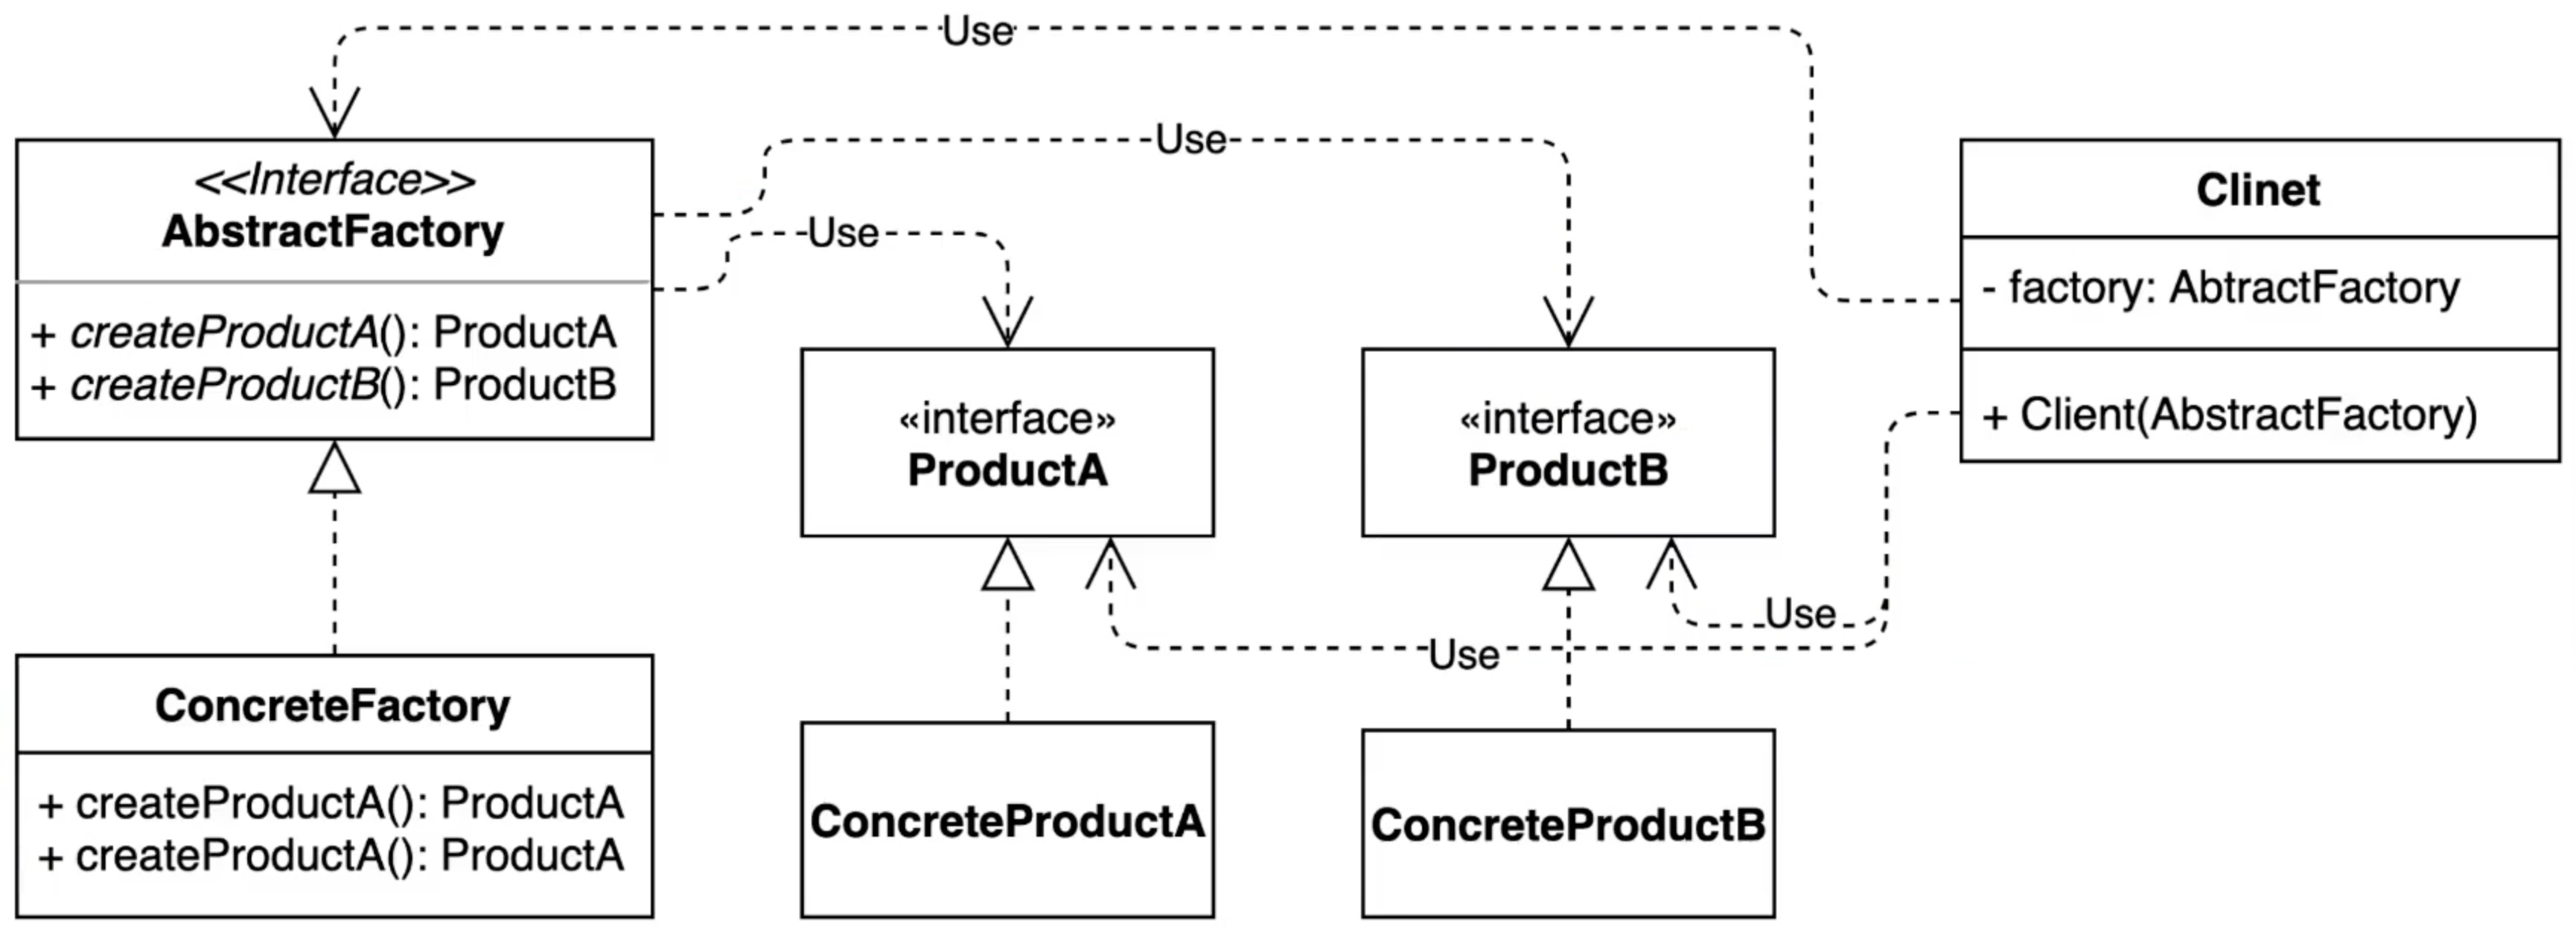 Use
<<Interface>>
AbstractFactory
+ createProductA(): ProductA
+ createProductB(): ProductB
Use
Use
Clinet
- factory: AbtractFactory
+ Client(AbstractFactory)
«interface»
ProductA
«interface»
ProductB
Use
Use
ConcreteFactory
+ createProductA(): ProductA
+ createProductA(): ProductA
ConcreteProductA
ConcreteProductB